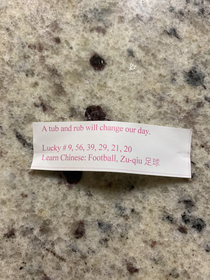 A tub and rub will change our day.
Lucky # 9, 56, 39, 29, 21, 20
Learn Chinese: Football, Zu-qiu 足球